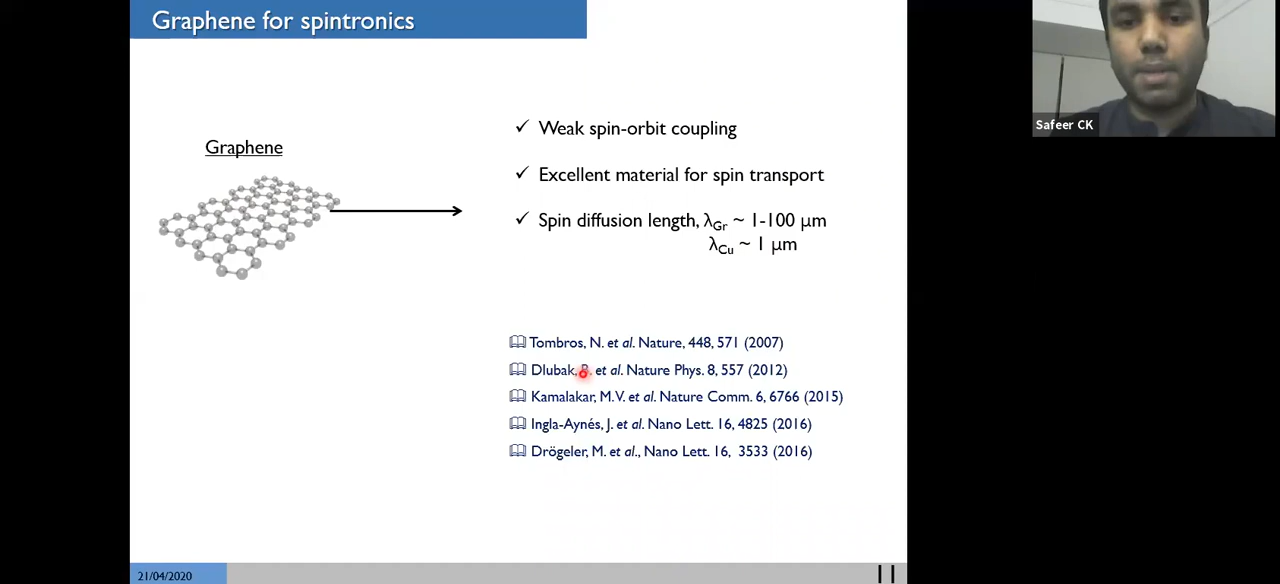 Graphene for spintronics
Safeer CK
Graphene
✓ Weak spin-orbit coupling
✓ Excellent material for spin transport
✓ Spin diffusion length, λGr ~ 1-100 µm
λCu ~ 1 µm
Tombros, N. et al. Nature, 448, 571 (2007)
Dlubak, et al. Nature Phys. 8, 557 (2012)
Kamalakar, M.V. et al. Nature Comm. 6, 6766 (2015)
Ingla-Aynés, J. et al. Nano Lett. 16, 4825 (2016)
Drögeler, M. et al., Nano Lett. 16, 3533 (2016)
21/04/2020
11